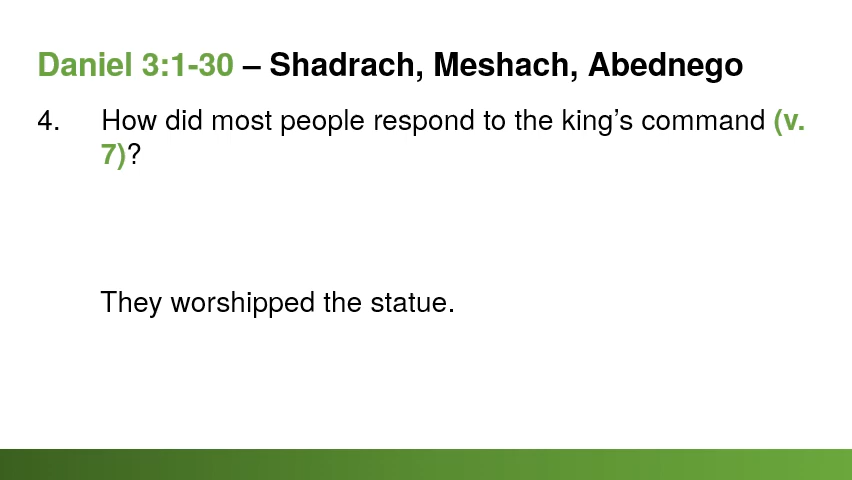 Daniel 3:1-30 – Shadrach, Meshach, Abednego
4. How did most people respond to the king’s command (v.
7)?
They worshipped the statue.